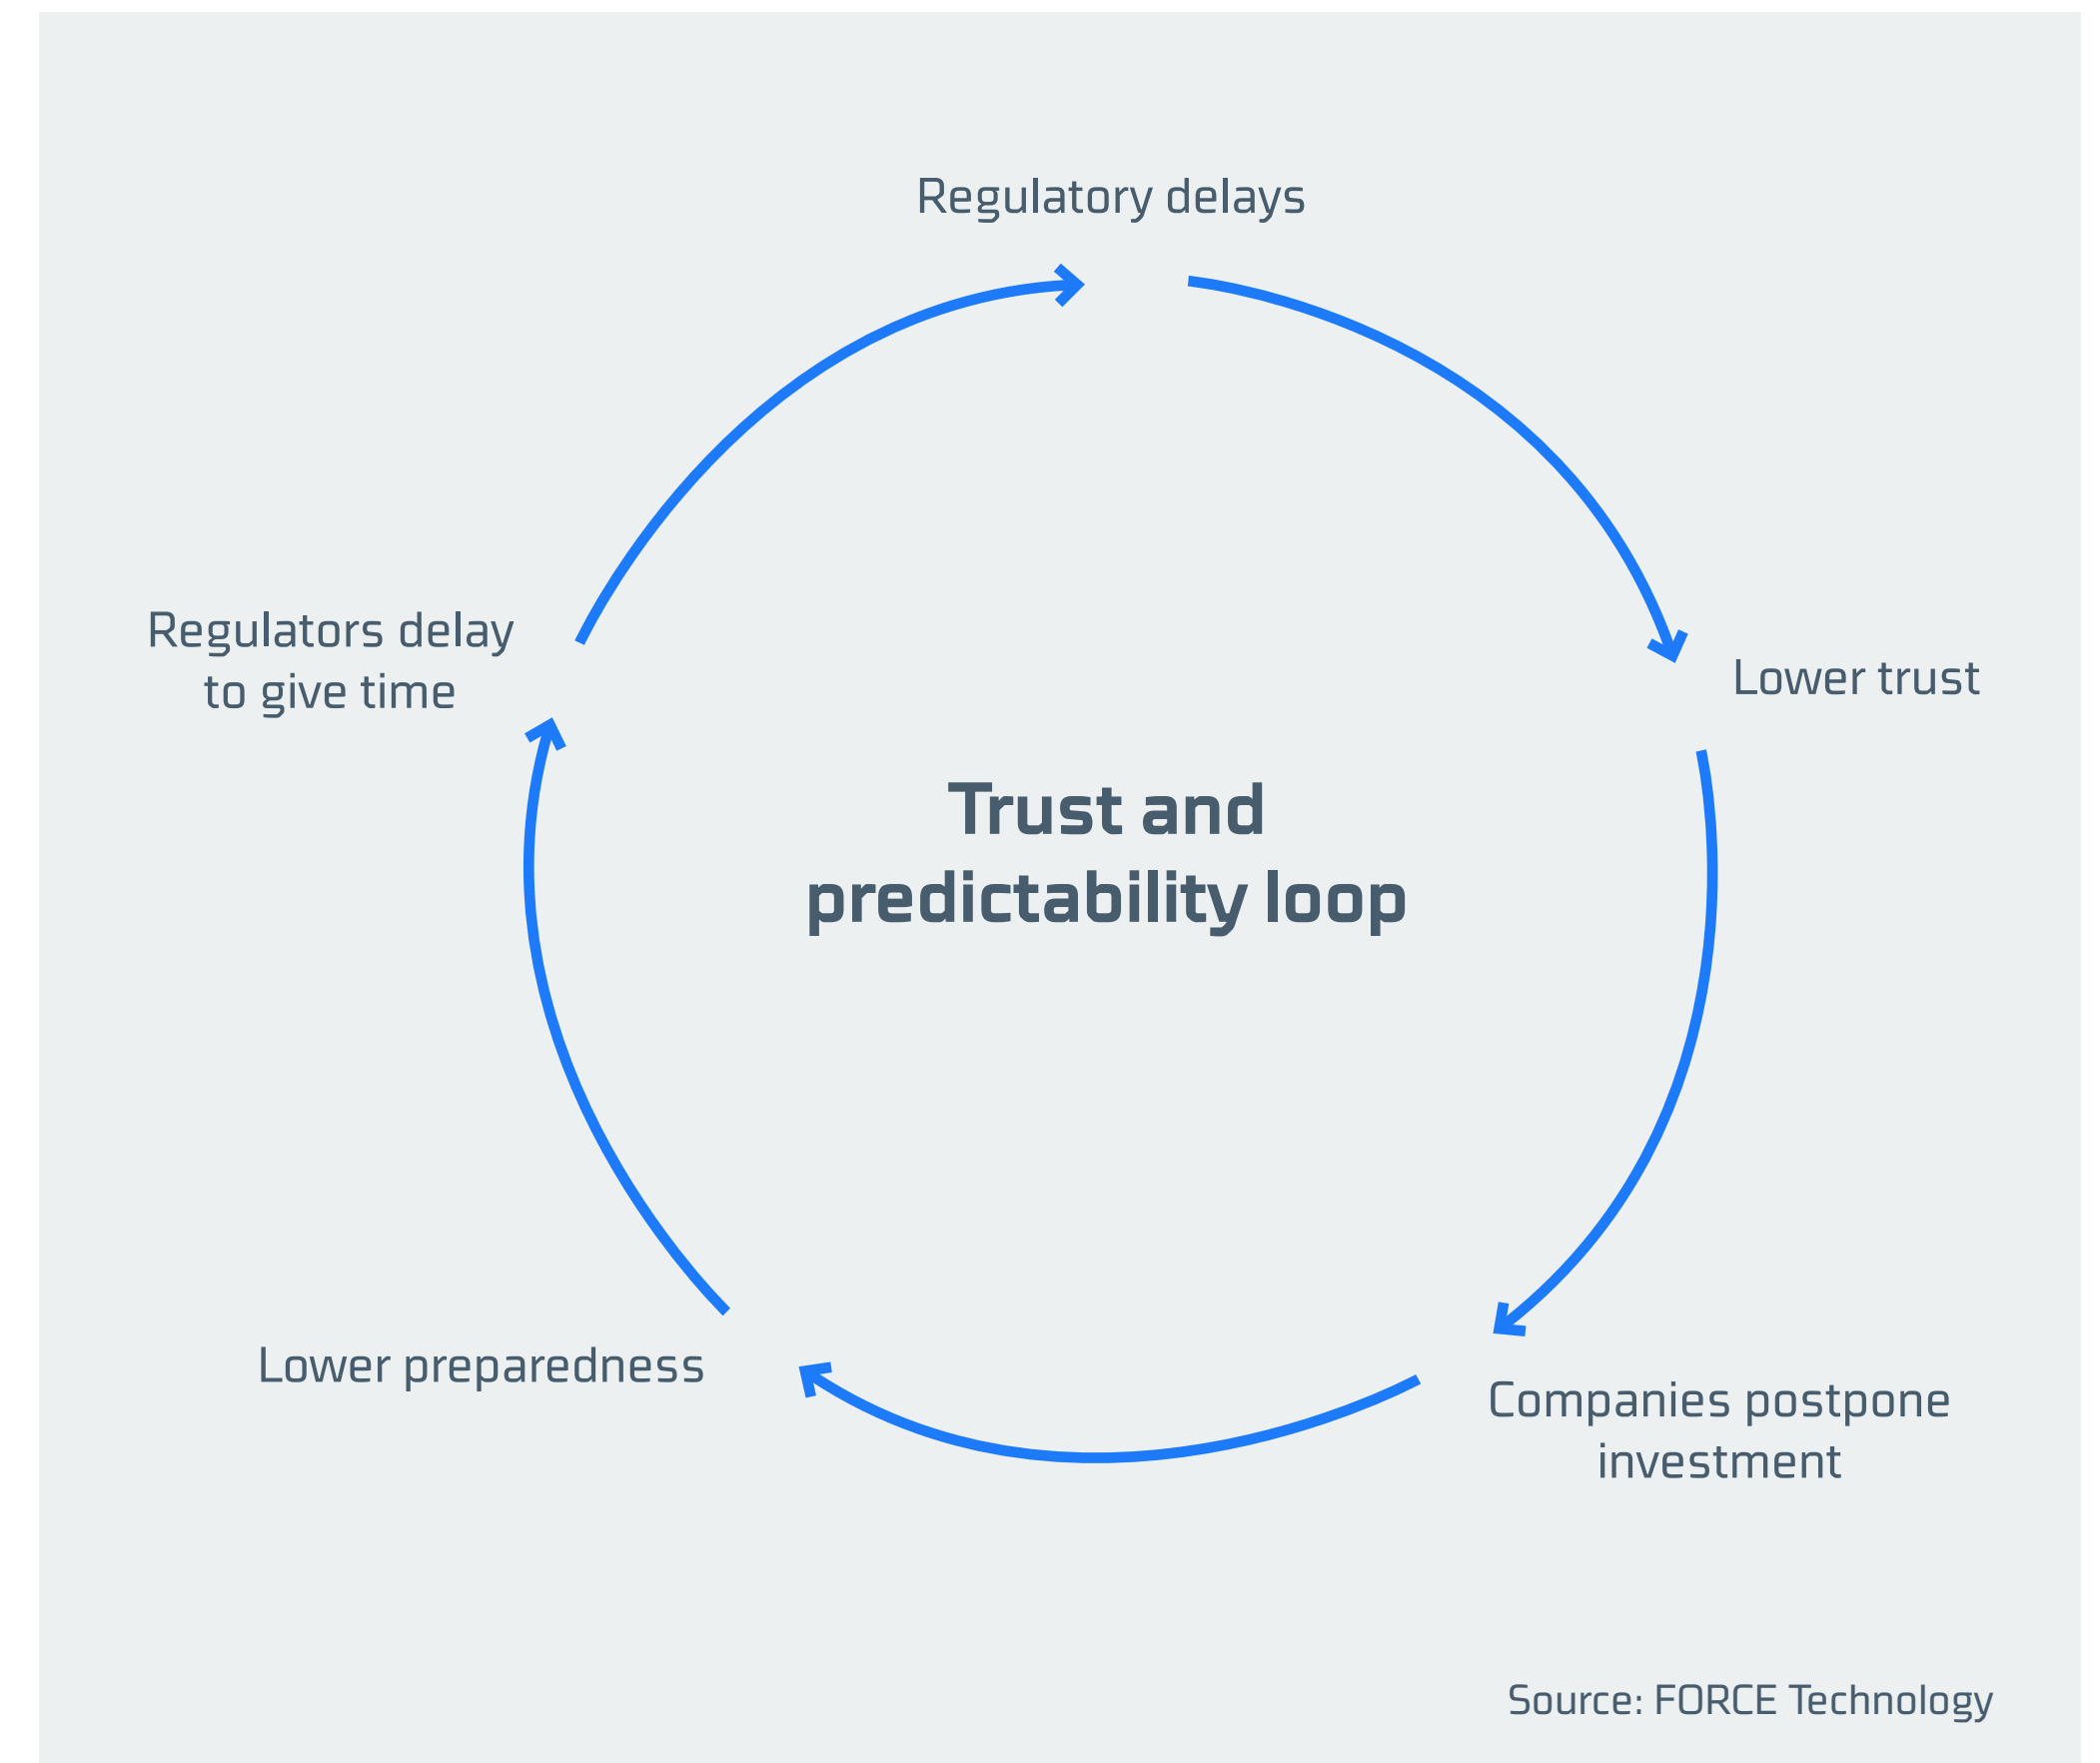 Regulatory delays
Lower trust
Companies postpone
investment
Lower preparedness
Regulators delay
to give time
Trust and
predictability loop
Source: FORCE Technology